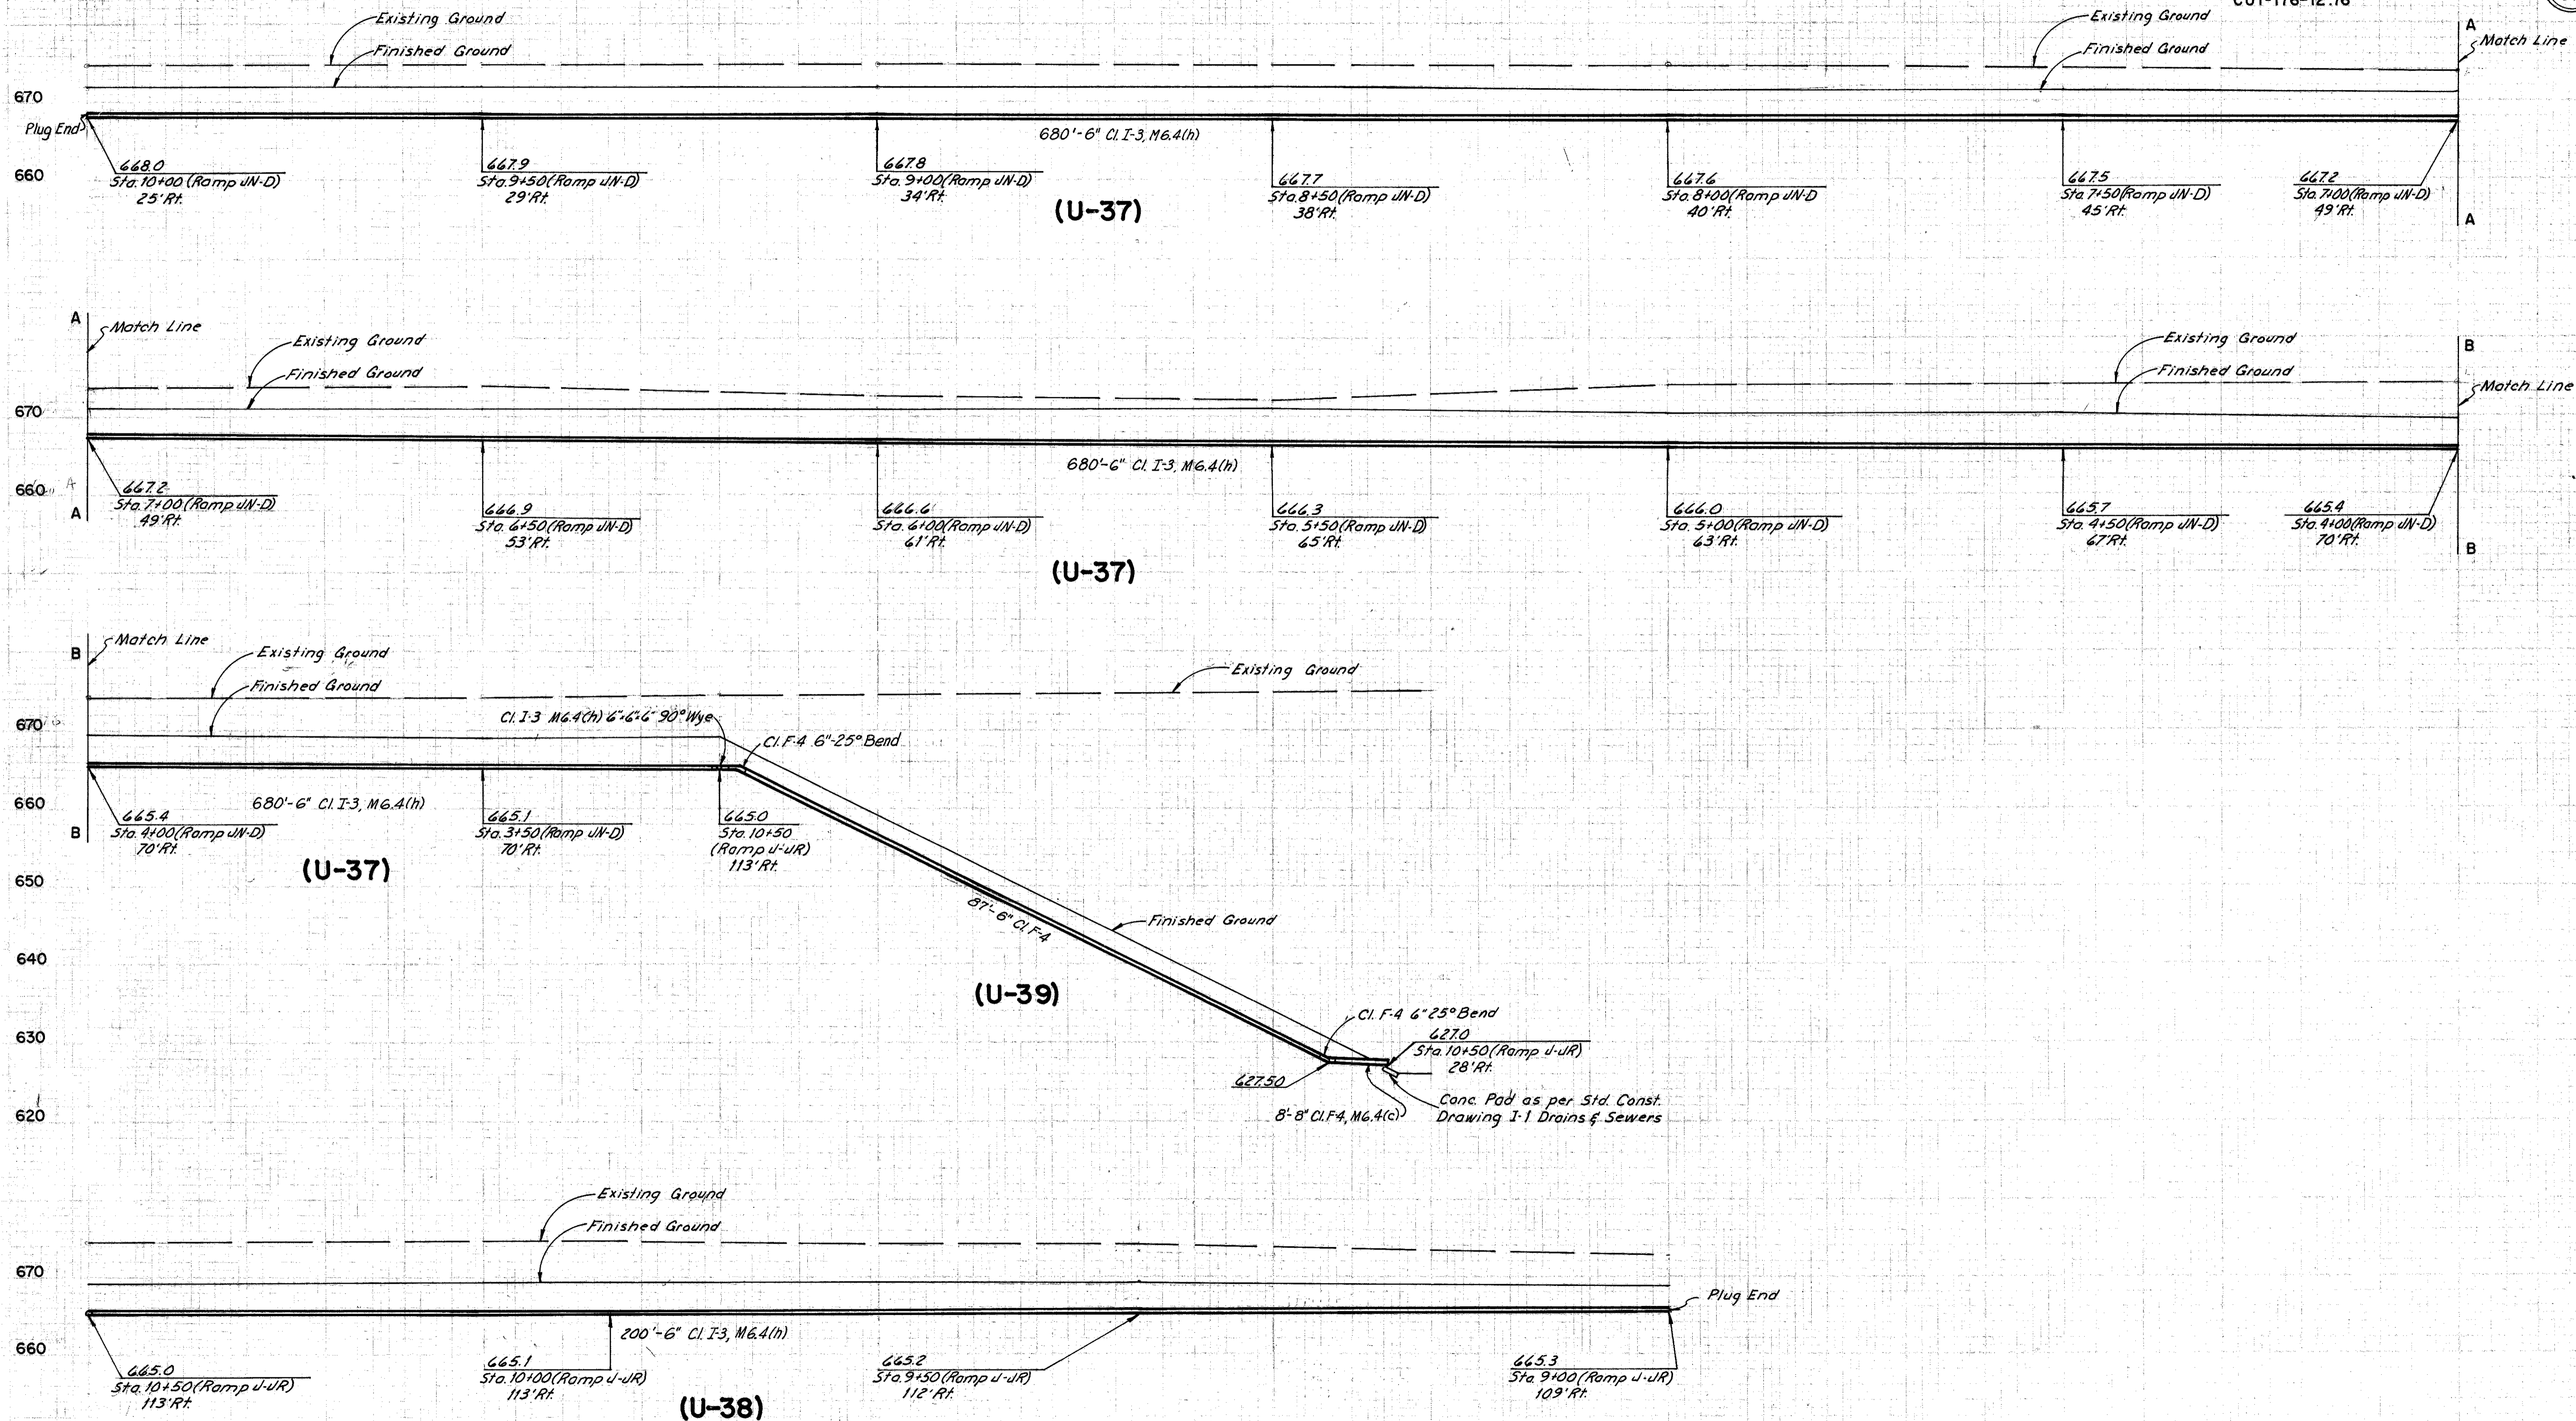 Existing Ground
Finished Ground
Existing Ground
Finished Ground
A
Match Line
670
Plug End
680'-6" Cl. I-3, M6.4(h)
660
668.0
Sta. 10+00 (Ramp JN-D)
25' Rt.
667.9
Sta. 9+50 (Ramp JN-D)
29' Rt.
667.8
Sta. 9+00 (Ramp JN-D)
34' Rt.
(U-37)
667.7
Sta. 8+50 (Ramp JN-D)
38' Rt.
667.6
Sta. 8+00 (Ramp JN-D
40' Rt.
667.5
Sta. 7+50 (Ramp JN-D)
45' Rt.
667.2
Sta. 7+00 (Ramp JN-D)
49' Rt.
A
A
Match Line
Existing Ground
Finished Ground
Existing Ground
Finished Ground
B
Match Line
670
680'-6" Cl. I-3, M6.4(h)
660
A
667.2
Sta. 7+00 (Ramp JN-D)
49' Rt.
666.9
Sta. 6+50 (Ramp JN-D)
53' Rt.
666.6
Sta. 6+00 (Ramp JN-D)
61' Rt.
666.3
Sta. 5+50 (Ramp JN-D)
65' Rt.
666.0
Sta. 5+00 (Ramp JN-D)
63' Rt.
665.7
Sta. 4+50 (Ramp JN-D)
67' Rt.
665.4
Sta. 4+00 (Ramp JN-D)
70' Rt.
B
(U-37)
B
Match Line
Existing Ground
Finished Ground
Existing Ground
670
Cl. I-3 M6.4(h) 6"x6"x6" 90° Wye
Cl. F-4 6"-25° Bend
660
B
680'-6" Cl. I-3, M6.4(h)
665.4
Sta. 4+00 (Ramp JN-D)
70' Rt.
665.1
Sta. 3+50 (Ramp JN-D)
70' Rt.
665.0
Sta. 10+50
(Ramp J-JR)
113' Rt.
(U-37)
650
87'-6" Cl. F-4
Finished Ground
640
(U-39)
630
Cl. F-4 6" 25° Bend
627.0
Sta. 10+50 (Ramp J-JR)
28' Rt.
627.50
620
8'-8" Cl. F-4, M6.4(c)
Conc. Pad as per Std. Const.
Drawing I-1 Drains & Sewers
Existing Ground
Finished Ground
670
Plug End
660
200'-6" Cl. I-3, M6.4(h)
665.0
Sta. 10+50 (Ramp J-JR)
113' Rt.
665.1
Sta. 10+00 (Ramp J-JR)
113' Rt.
665.2
Sta. 9+50 (Ramp J-JR)
112' Rt.
665.3
Sta. 9+00 (Ramp J-JR)
109' Rt.
(U-38)